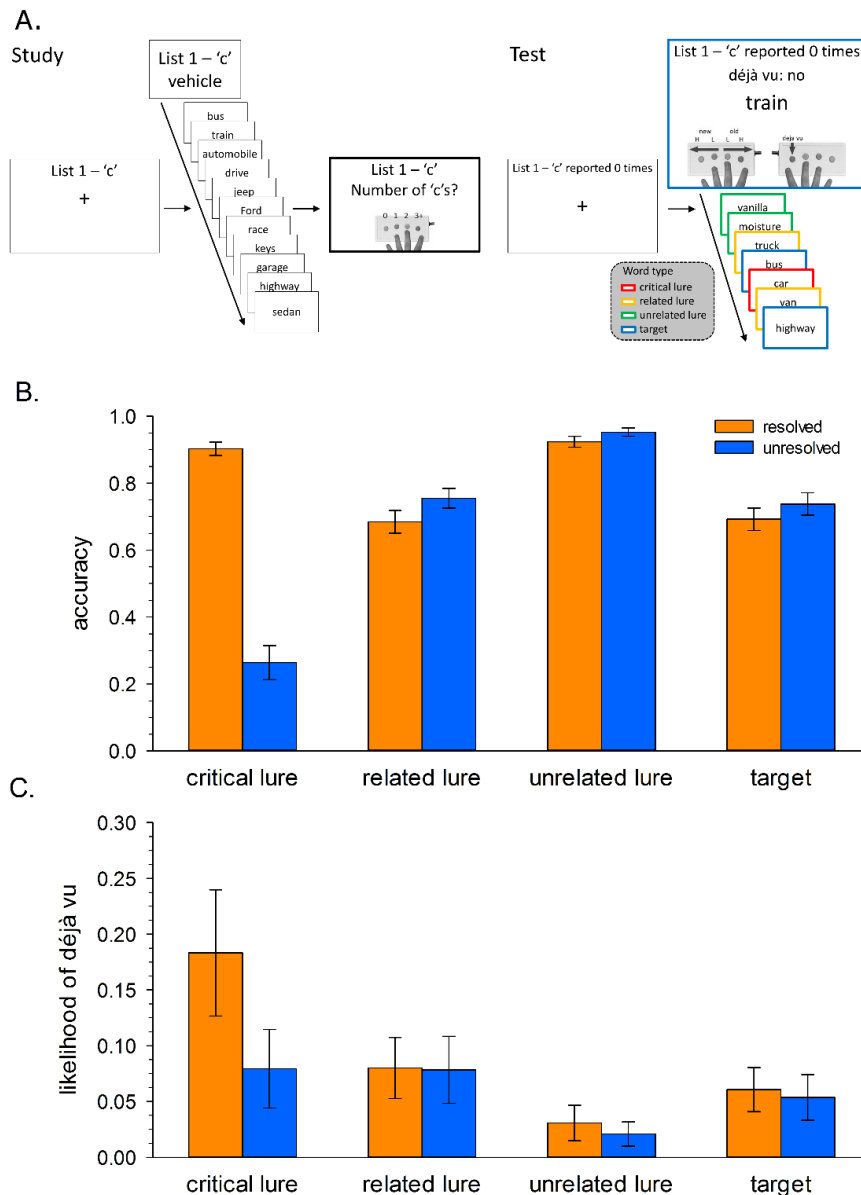 A.
Study
List 1 – 'c'
vehicle
bus
train
automobile
drive
jeep
Ford
race
keys
garage
highway
sedan
List 1 – 'c'
+
List 1 – 'c'
Number of 'c's?
0 1 2 3+
Test
List 1 – 'c' reported 0 times
+
List 1 – 'c' reported 0 times
déjà vu: no
train
new old
H L L H
deja vu
vanilla
moisture
truck
bus
car
van
highway
Word type
critical lure
related lure
unrelated lure
target
B.
accuracy
1.0
0.8
0.6
0.4
0.2
0.0
resolved
unresolved
critical lure related lure unrelated lure target
C.
likelihood of déjà vu
0.30
0.25
0.20
0.15
0.10
0.05
0.00
critical lure related lure unrelated lure target